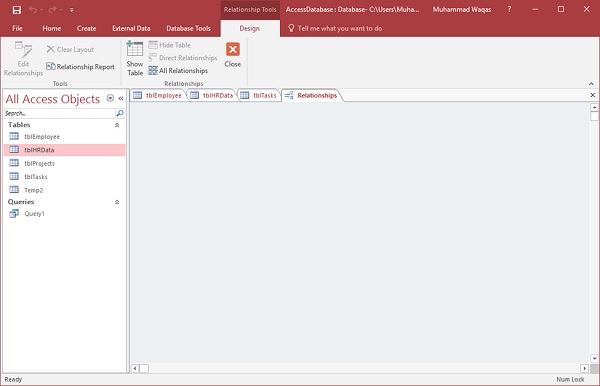 Relationship Tools
AccessDatabase : Database- C:\Users\Muha...
Muhammad Waqas
?
File
Home
Create
External Data
Database Tools
Design
Tell me what you want to do
Edit
Relationships
Clear Layout
Relationship Report
Tools
Show
Table
Hide Table
Direct Relationships
All Relationships
Relationships
Close
All Access Objects
Search...
Tables
tblEmployee
tblHRData
tblProjects
tblTasks
Temp2
Queries
Query1
tblEmployee
tblHRData
tblTasks
Relationships
Ready
Num Lock